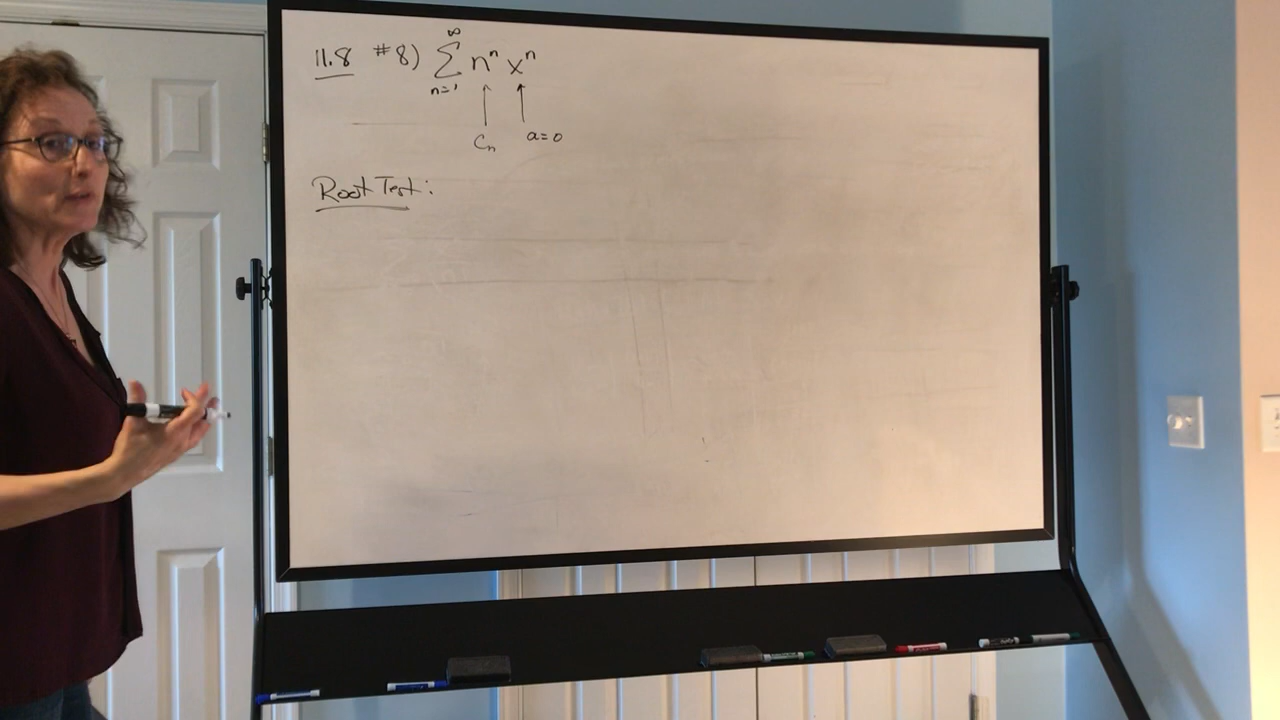 11.8 #8) ∞ Σ n=1 nⁿ xⁿ
↑ ↑
Cₙ a=0
Root Test: